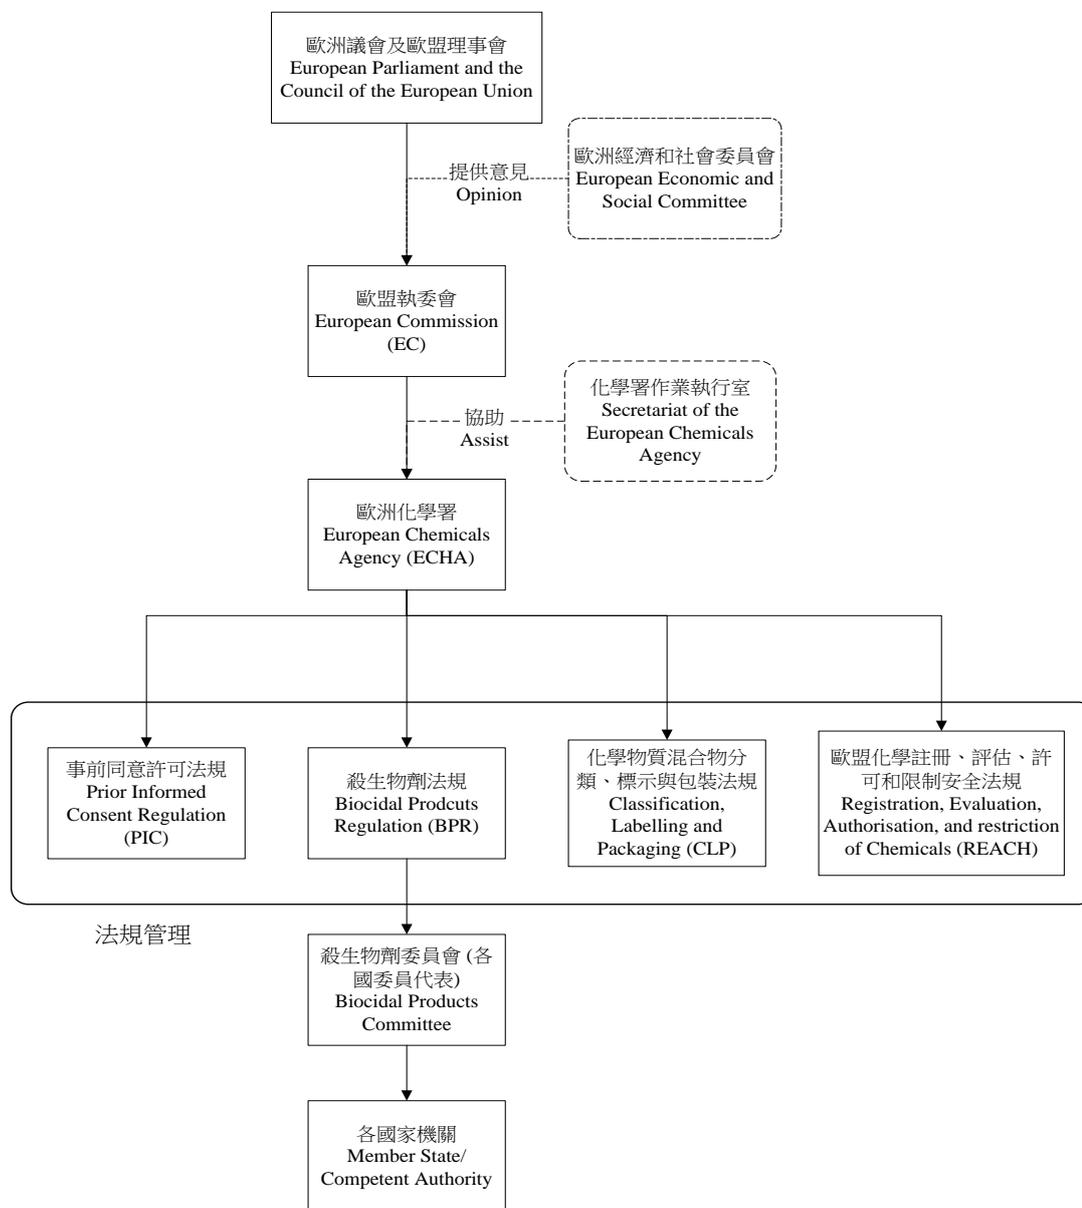 歐洲議會及歐盟理事會
European Parliament and the
Council of the European Union
歐洲經濟和社會委員會
European Economic and
Social Committee
提供意見
Opinion
歐盟執委會
European Commission
(EC)
化學署作業執行室
Secretariat of the
European Chemicals
Agency
協助
Assist
歐洲化學署
European Chemicals
Agency (ECHA)
事前同意許可法規
Prior Informed
Consent Regulation
(PIC)
殺生物劑法規
Biocidal Prodcuts
Regulation (BPR)
化學物質混合物分
類、標示與包裝法規
Classification,
Labelling and
Packaging (CLP)
歐盟化學註冊、評估、許
可和限制安全法規
Registration, Evaluation,
Authorisation, and restriction
of Chemicals (REACH)
法規管理
殺生物劑委員會 (各
國委員代表)
Biocidal Products
Committee
各國家機關
Member State/
Competent Authority